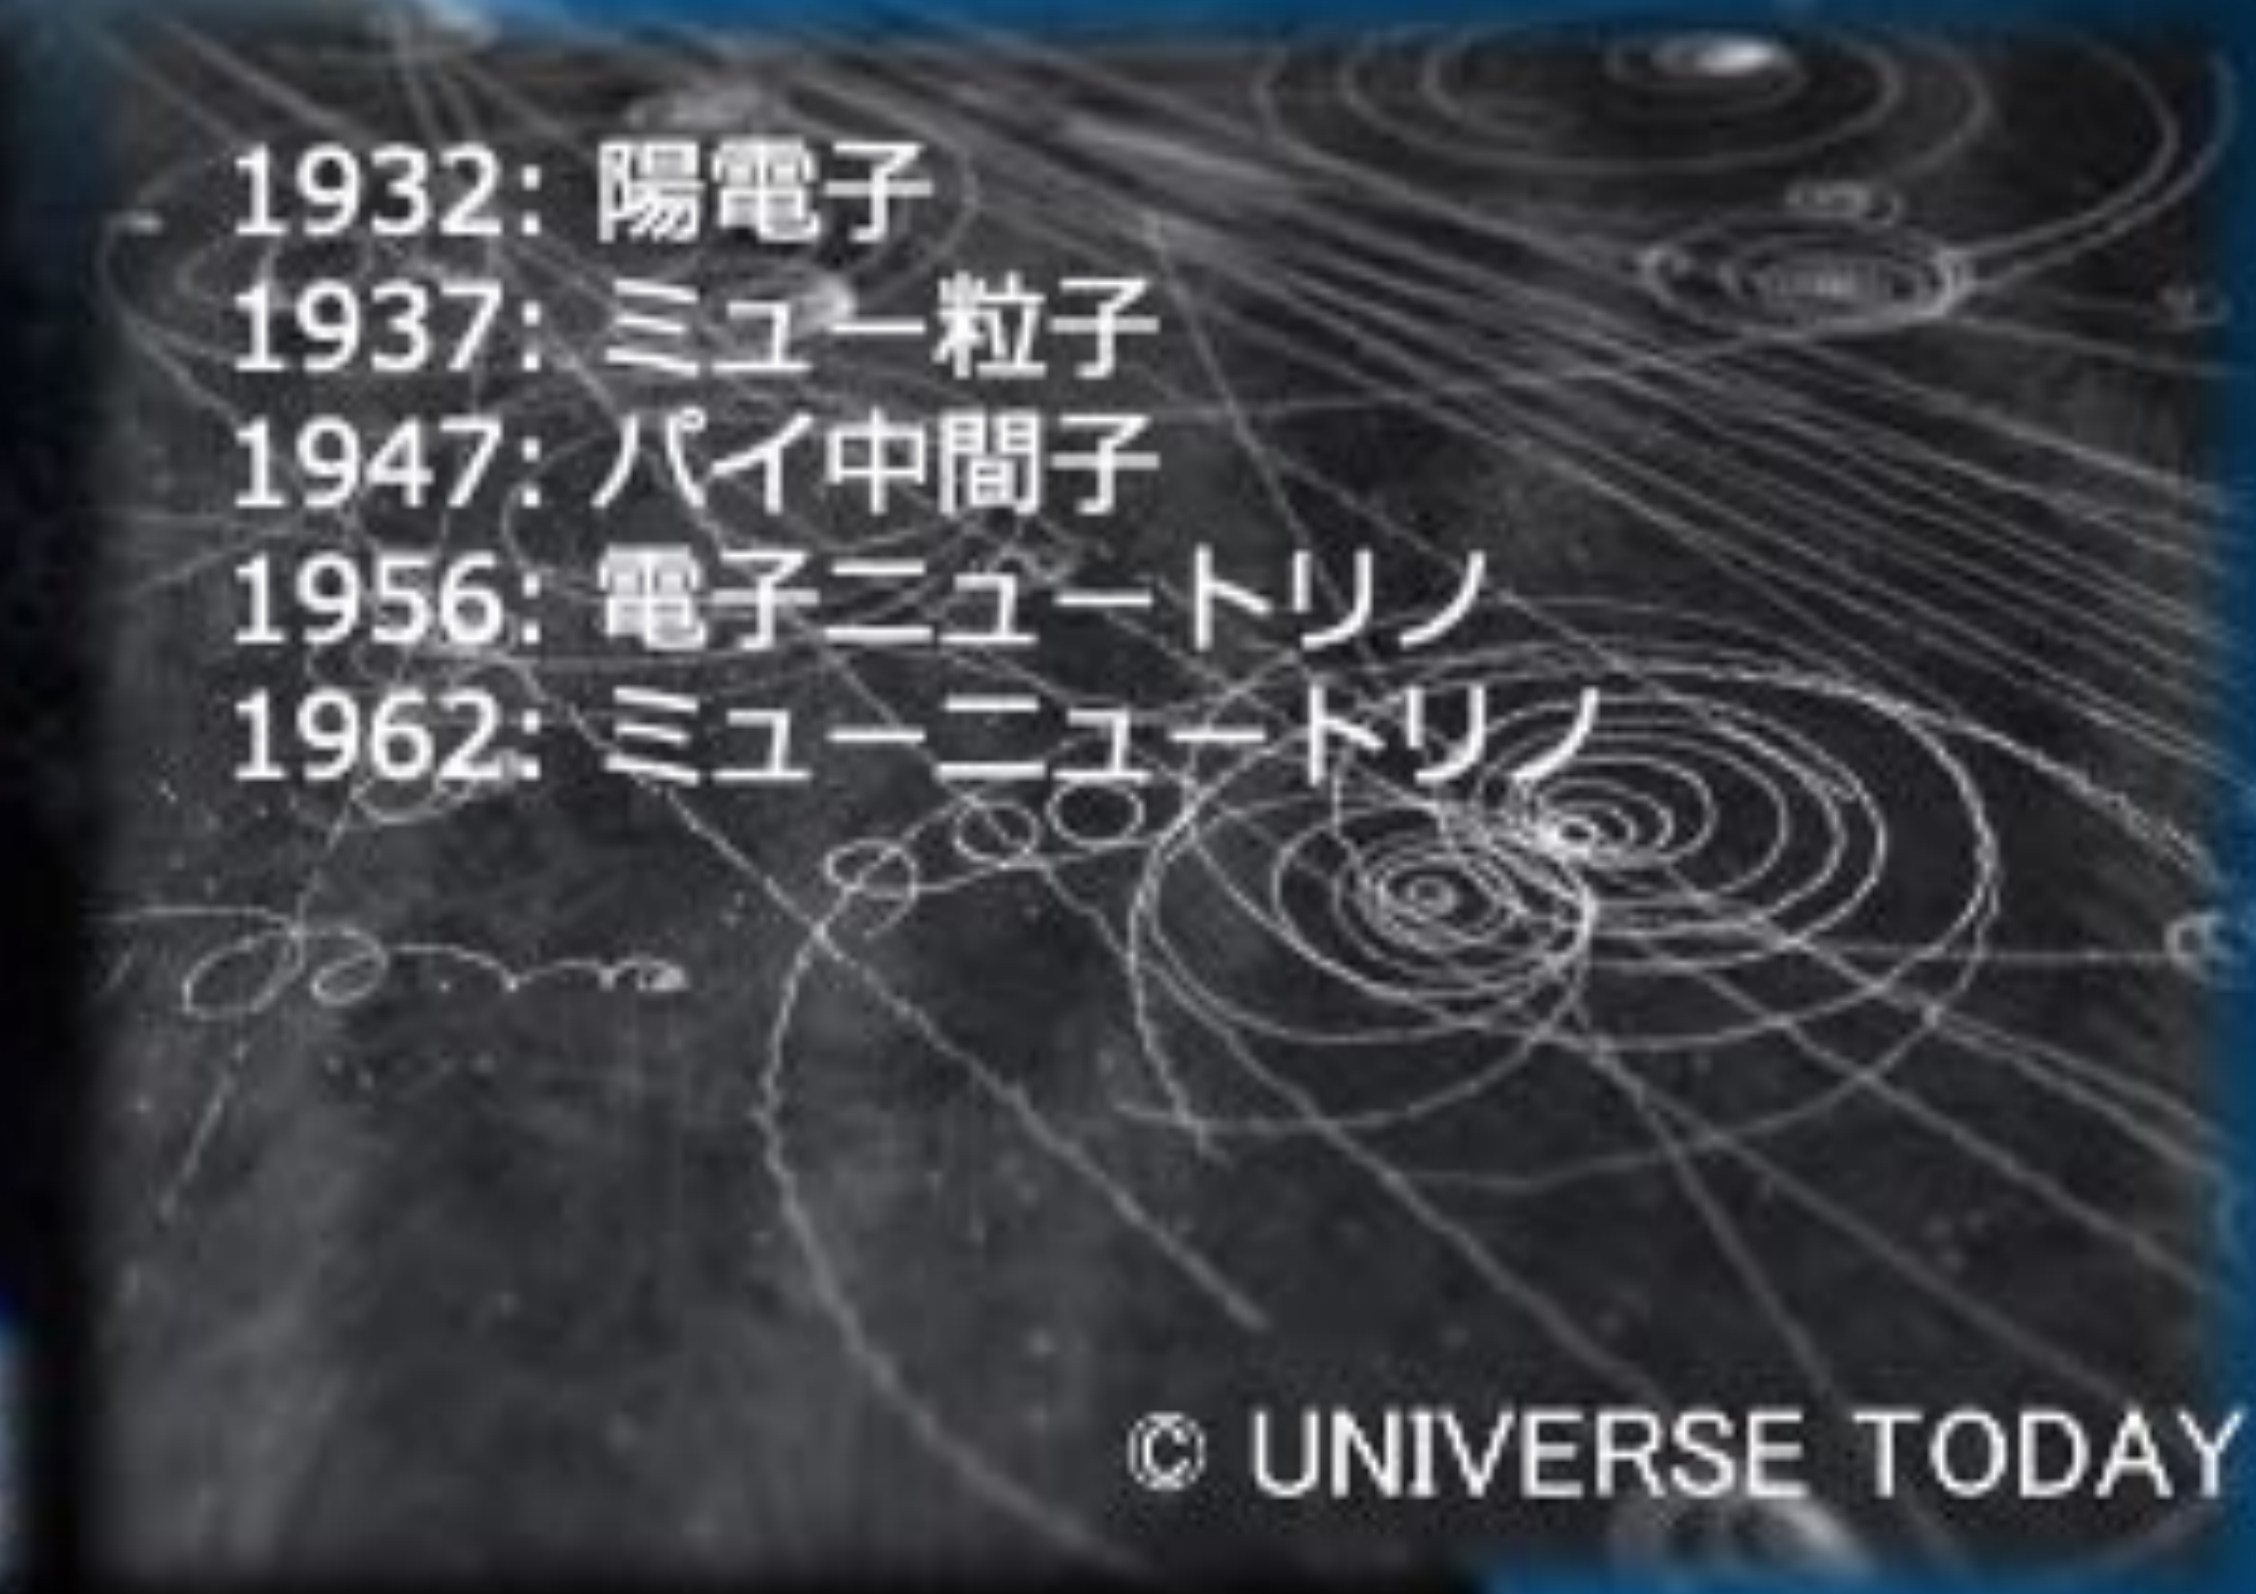 1932: 陽電子
1937: ミュー粒子
1947: パイ中間子
1956: 電子ニュートリノ
1962: ミューニュートリノ
© UNIVERSE TODAY